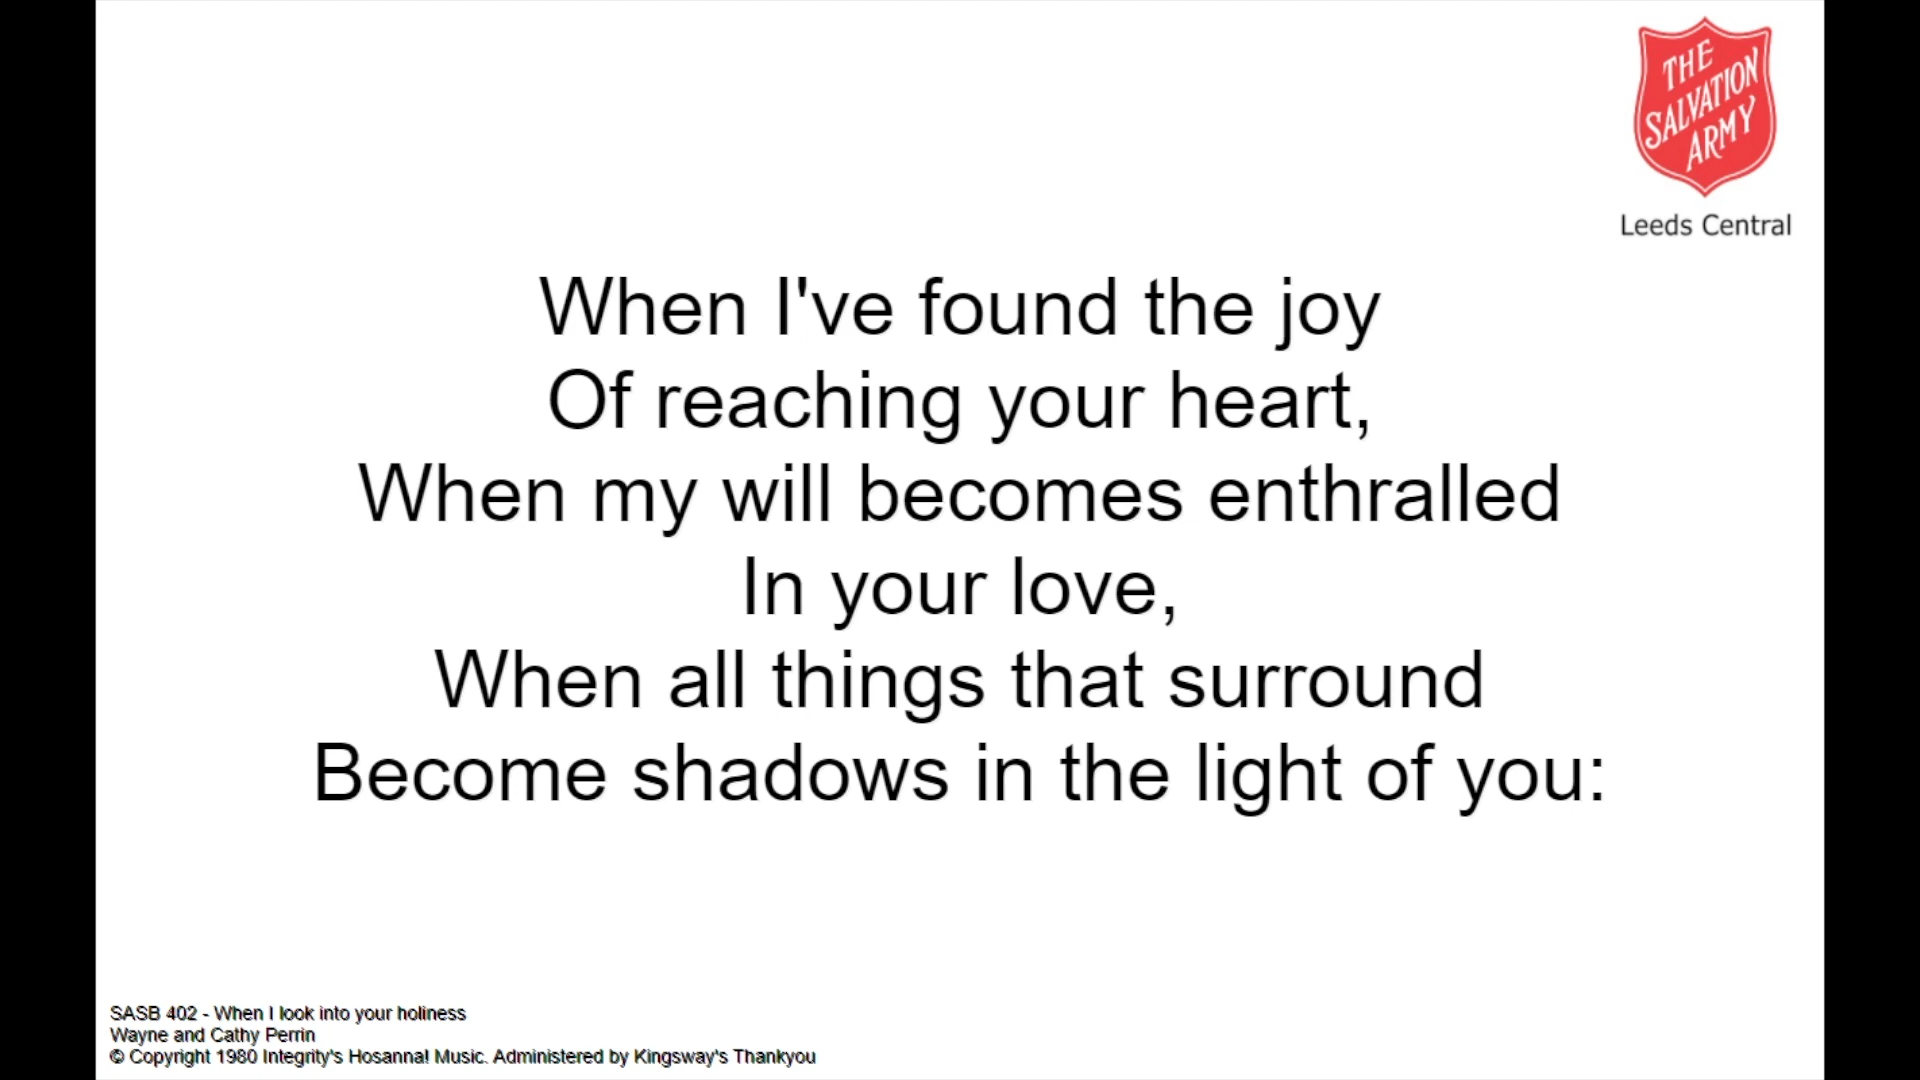 THE
SALVATION
ARMY
Leeds Central
When I've found the joy
Of reaching your heart,
When my will becomes enthralled
In your love,
When all things that surround
Become shadows in the light of you:
SASB 402 - When I look into your holiness
Wayne and Cathy Perrin
© Copyright 1980 Integrity's Hosanna! Music. Administered by Kingsway's Thankyou